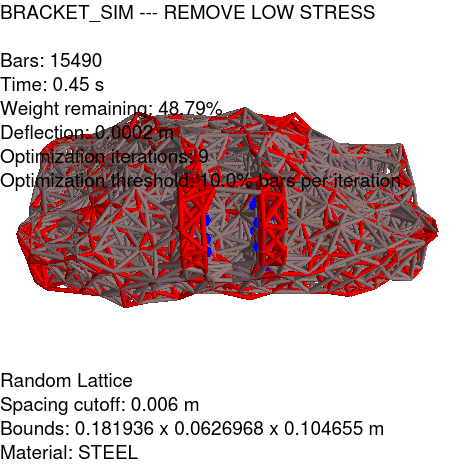 BRACKET_SIM --- REMOVE LOW STRESS
Bars: 15490
Time: 0.45 s
Weight remaining: 48.79%
Deflection: 0.0002 m
Optimization iterations: 9
Optimization threshold: 10.0% bars per iteration
Random Lattice
Spacing cutoff: 0.006 m
Bounds: 0.181936 x 0.0626968 x 0.104655 m
Material: STEEL